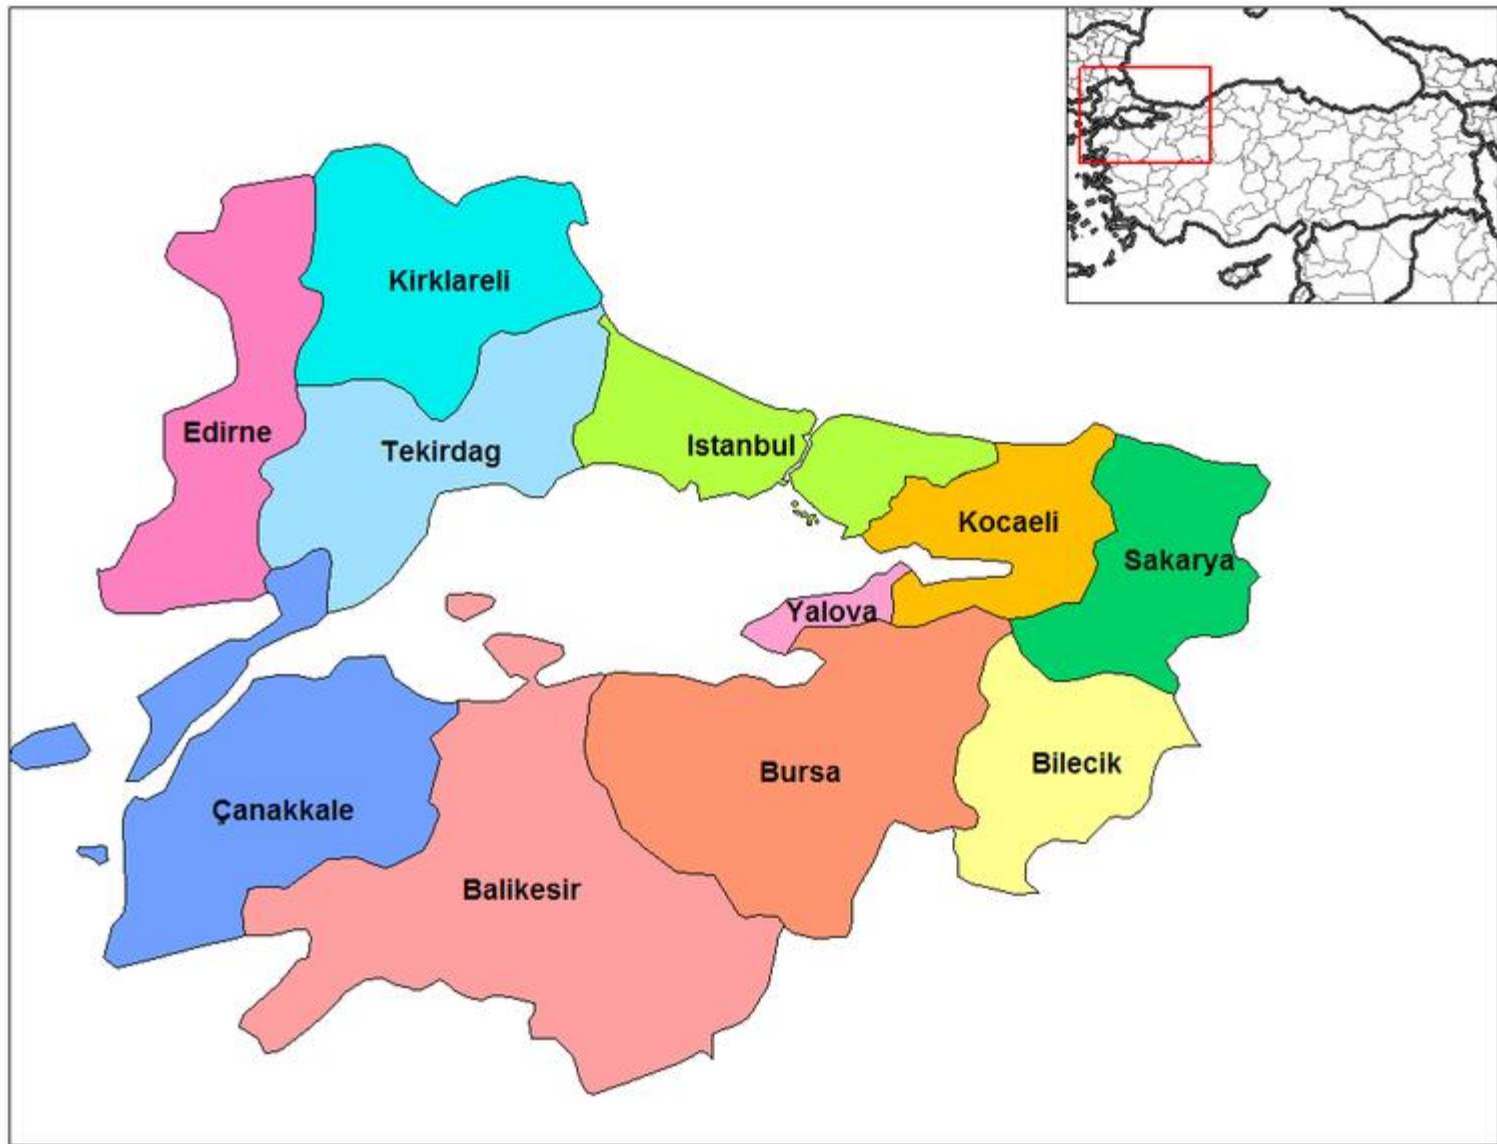 Kirklareli
Edirne
Tekirdag
Istanbul
Kocaeli
Sakarya
Yalova
Bursa
Bilecik
Çanakkale
Balikesir